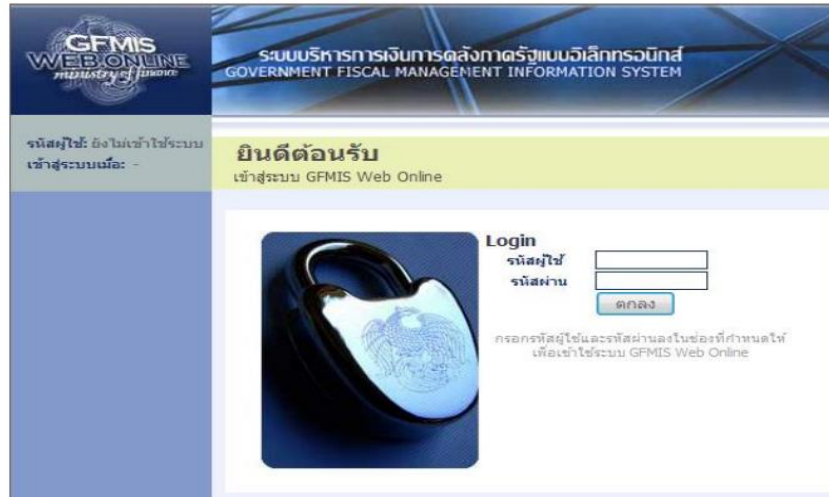 GFMIS
WEB ONLINE
ministry of finance
ระบบบริหารการเงินการคลังภาครัฐแบบอิเล็กทรอนิกส์
GOVERNMENT FISCAL MANAGEMENT INFORMATION SYSTEM
รหัสผู้ใช้: ยังไม่เข้าใช้ระบบ
เข้าสู่ระบบเมื่อ: -
ยินดีต้อนรับ
เข้าสู่ระบบ GFMIS Web Online
Login
รหัสผู้ใช้
รหัสผ่าน
ตกลง
กรอกรหัสผู้ใช้และรหัสผ่านลงในช่องที่กำหนดให้
เพื่อเข้าใช้ระบบ GFMIS Web Online